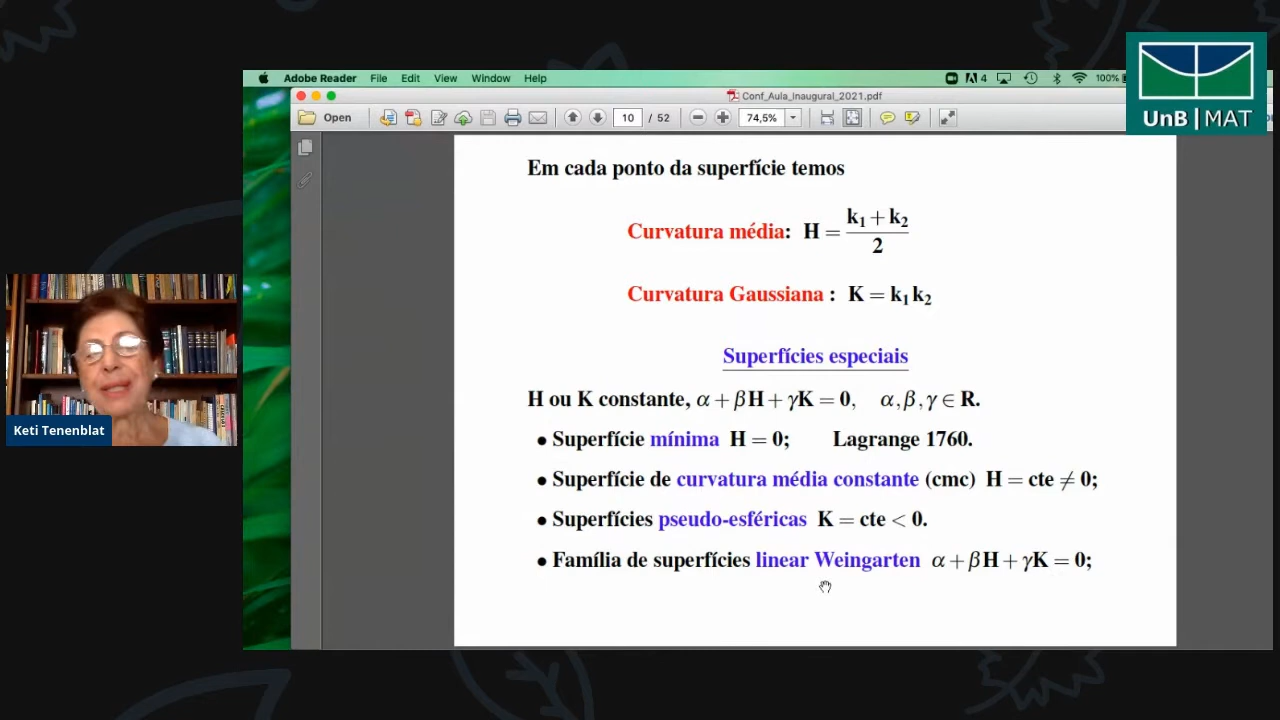 UnB | MAT
Adobe Reader File Edit View Window Help 4 100%
Conf_Aula_Inaugural_2021.pdf
Open 10 / 52 74,5%
Em cada ponto da superfície temos
Curvatura média: H = (k₁ + k₂)/2
Curvatura Gaussiana : K = k₁k₂
Superfícies especiais
H ou K constante, α + βH + γK = 0, α, β, γ ∈ R.
• Superfície mínima H = 0; Lagrange 1760.
• Superfície de curvatura média constante (cmc) H = cte ≠ 0;
• Superfícies pseudo-esféricas K = cte < 0.
• Família de superfícies linear Weingarten α + βH + γK = 0;
Keti Tenenblat